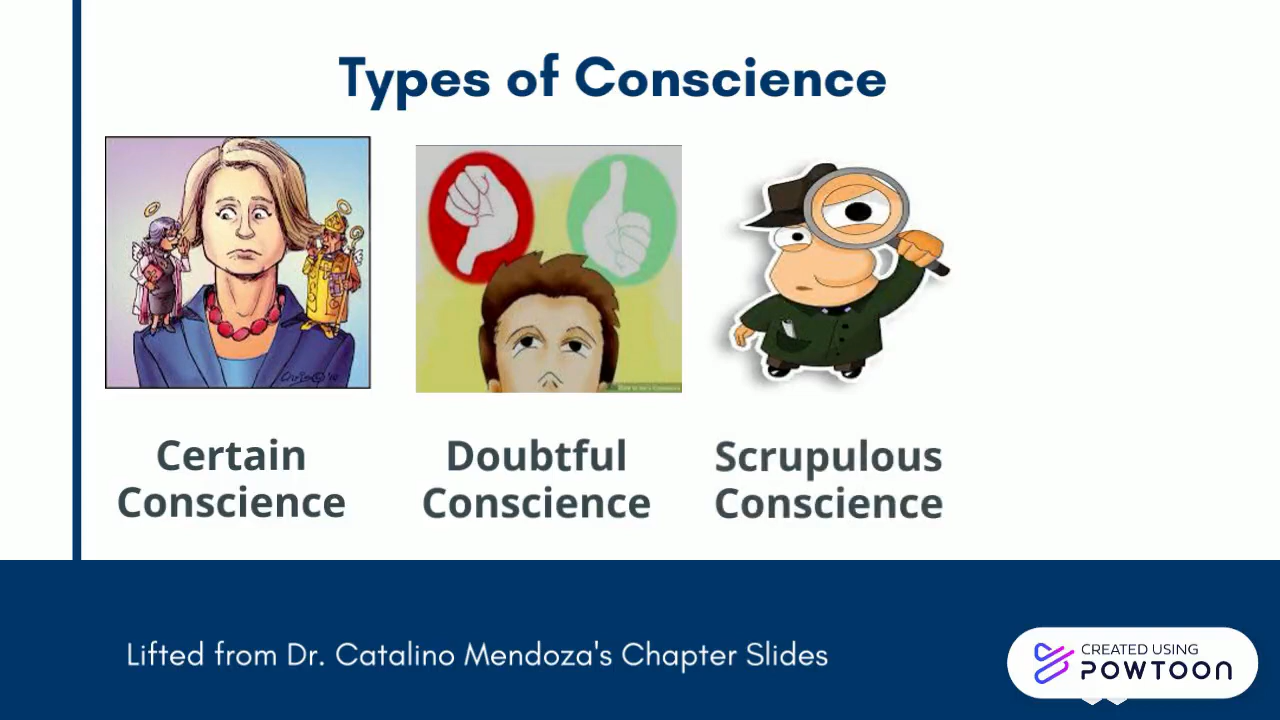 Types of Conscience
Certain
Conscience
Doubtful
Conscience
Scrupulous
Conscience
Lifted from Dr. Catalino Mendoza's Chapter Slides
CREATED USING
POWTOON